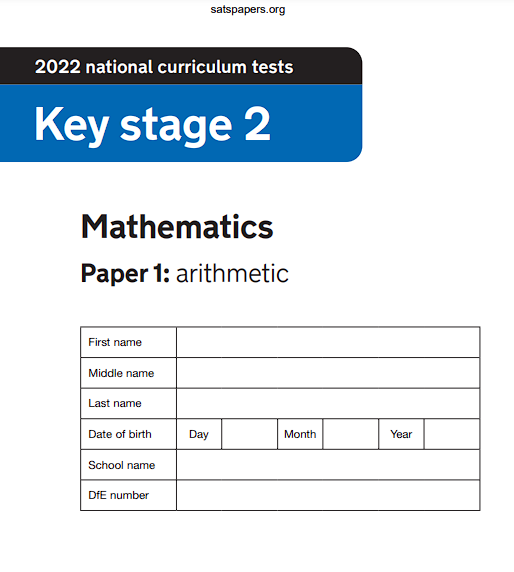 satspapers.org
2022 national curriculum tests
Key stage 2
Mathematics
Paper 1: arithmetic
First name
Middle name
Last name
Date of birth Day Month Year
School name
DfE number